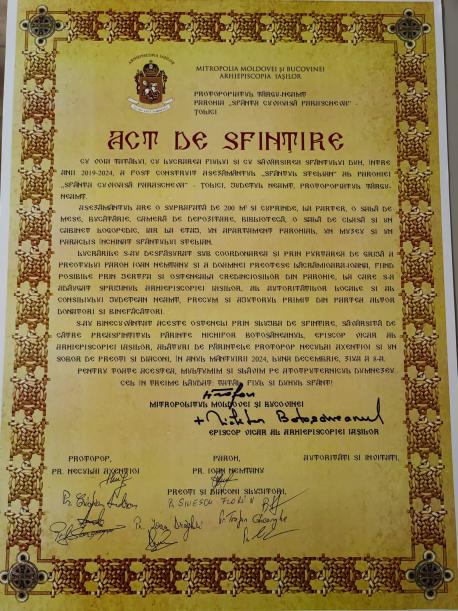 ARHIEPISCOPIA IAȘILOR
MITROPOLIA MOLDOVEI ȘI BUCOVINEI
ARHIEPISCOPIA IAȘILOR
PROTOPOPIATUL TÂRGU-NEAMȚ
PAROHIA „SFÂNTA CUVIOASĂ PARASCHEVA” -
ȚOLICI
ACT DE SFINȚIRE
CU VOIA TATĂLUI, CU LUCRAREA FIULUI ȘI CU SĂVÂRȘIREA SFÂNTULUI DUH, ÎNTRE
ANII 2019-2024, A FOST CONSTRUIT AȘEZĂMÂNTUL „SFÂNTUL STELIAN” AL PAROHIEI
„SFÂNTA CUVIOASĂ PARASCHEVA” - ȚOLICI, JUDEȚUL NEAMȚ, PROTOPOPIATUL TÂRGU-
NEAMȚ.
AȘEZĂMÂNTUL ARE O SUPRAFAȚĂ DE 200 M² ȘI CUPRINDE, LA PARTER, O SALĂ DE
MESE, BUCĂTĂRIE, CAMERĂ DE DEPOZITARE, BIBLIOTECĂ, O SALĂ DE CLASĂ ȘI UN
CABINET LOGOPEDIC, IAR LA ETAJ, UN APARTAMENT PAROHIAL, UN MUZEU ȘI UN
PARACLIS ÎNCHINAT SFÂNTULUI STELIAN.
LUCRĂRILE S-AU DESFĂȘURAT SUB COORDONAREA ȘI PRIN PURTAREA DE GRIJĂ A
PREOTULUI PAROH IOAN NEMȚANU ȘI A DOAMNEI PREOTESE LĂCRĂMIOARA-IOANA, FIIND
POSIBILE PRIN JERTFA ȘI OSTENEALA CREDINCIOȘILOR DIN PAROHIE, LA CARE S-A
ADĂUGAT SPRIJINUL ARHIEPISCOPIEI IAȘILOR, AL AUTORITĂȚILOR LOCALE ȘI AL
CONSILIULUI JUDEȚEAN NEAMȚ, PRECUM ȘI AJUTORUL PRIMIT DIN PARTEA ALTOR
DONATORI ȘI BINEFĂCĂTORI.
S-AU BINECUVÂNTAT ACESTE OSTENELI PRIN SLUJBA DE SFINȚIRE, SĂVÂRȘITĂ DE
CĂTRE PREASFINȚITUL PĂRINTE NICHIFOR BOTOȘĂNEANUL, EPISCOP VICAR AL
ARHIEPISCOPIEI IAȘILOR, ALĂTURI DE PĂRINTELE PROTOPOP NECULAI AXENTIOI ȘI UN
SOBOR DE PREOȚI ȘI DIACONI, ÎN ANUL MÂNTUIRII 2024, LUNA DECEMBRIE, ZIUA A 8-A.
PENTRU TOATE ACESTEA, MULȚUMIM ȘI SLĂVIM PE ATOTPUTERNICUL DUMNEZEU
CEL ÎN TREIME LĂUDAT: TATĂL, FIUL ȘI DUHUL SFÂNT!
MITROPOLITUL MOLDOVEI ȘI BUCOVINEI
+ Nichifor Botoșăneanul
EPISCOP VICAR AL ARHIEPISCOPIEI IAȘILOR
PROTOPOP, PAROH, AUTORITĂȚI ȘI INVITAȚI,
PR. NECULAI AXENTIOI PR. IOAN NEMȚANU
PREOȚI ȘI DIACONI SLUJITORI,